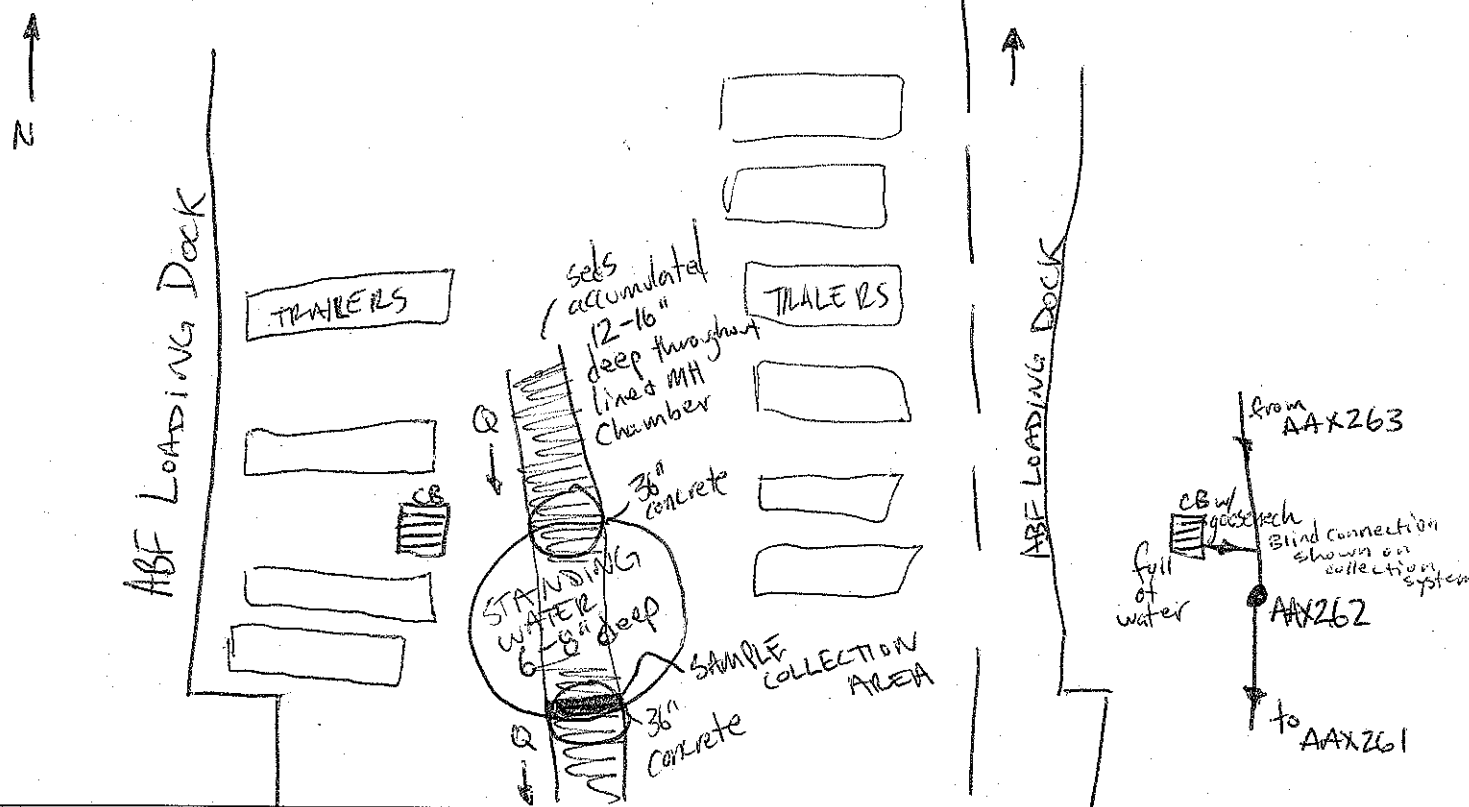 N
ABF LOADING DOCK
TRAILERS
CB
Q
seds
accumulated
12-16"
deep throughout
lined MH
Chamber
36"
concrete
STANDING
WATER
6-8" deep
SAMPLE
COLLECTION
AREA
36"
concrete
Q
TRALERS
ABF LOADING DOCK
from
AAX263
CB w/
gooseneck
Blind connection
shown on
collection
system
full
of
water
AAX262
to
AAX261